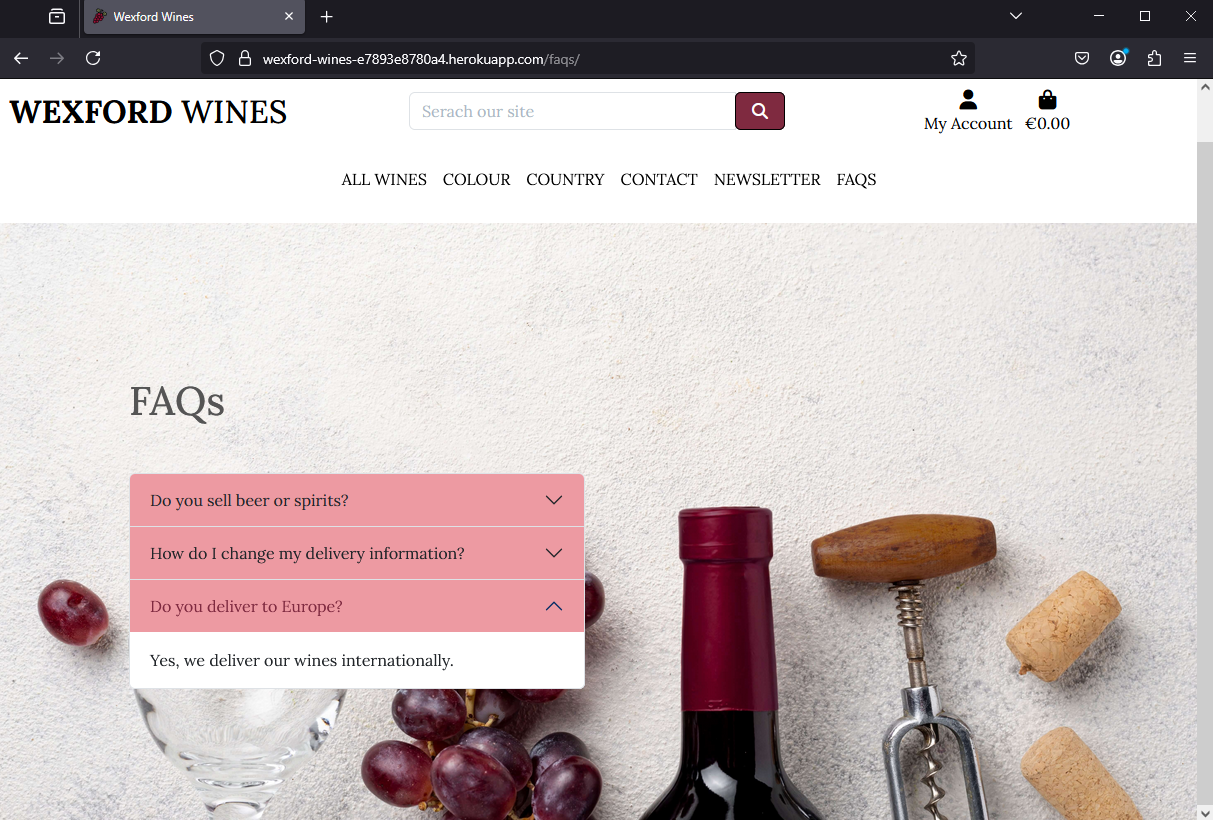 Wexford Wines
wexford-wines-e7893e8780a4.herokuapp.com/faqs/
WEXFORD WINES
Serach our site
My Account
€0.00
ALL WINES COLOUR COUNTRY CONTACT NEWSLETTER FAQS
FAQs
Do you sell beer or spirits?
How do I change my delivery information?
Do you deliver to Europe?
Yes, we deliver our wines internationally.